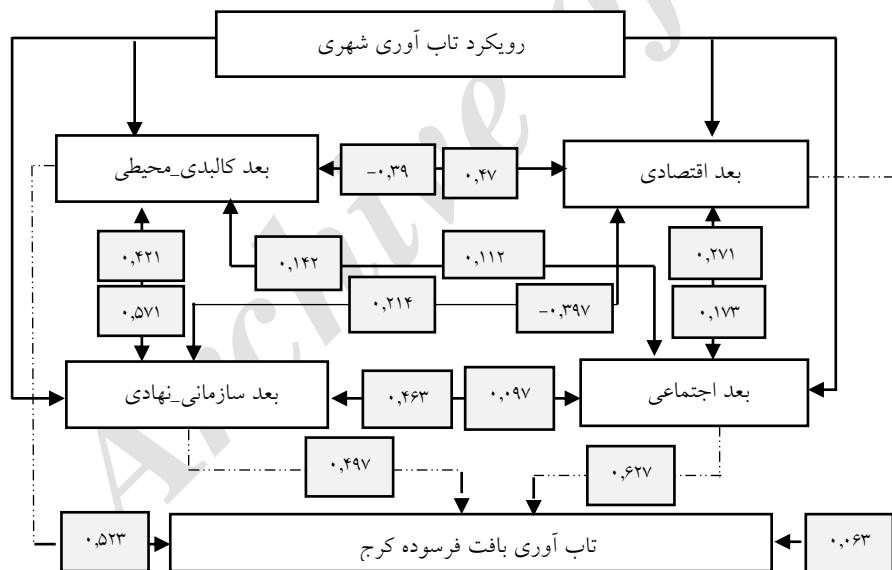 رویکرد تاب آوری شهری
بعد کالبدی_محیطی
بعد اقتصادی
-۰,۳۹
۰,۴۷
۰,۴۲۱
۰,۵۷۱
۰,۱۴۲
۰,۱۱۲
۰,۲۷۱
۰,۱۷۳
۰,۲۱۴
-۰,۳۹۷
بعد سازمانی_نهادی
بعد اجتماعی
۰,۴۶۳
۰,۰۹۷
۰,۴۹۷
۰,۶۲۷
۰,۵۲۳
تاب آوری بافت فرسوده کرج
۰,۰۶۳
Archive of